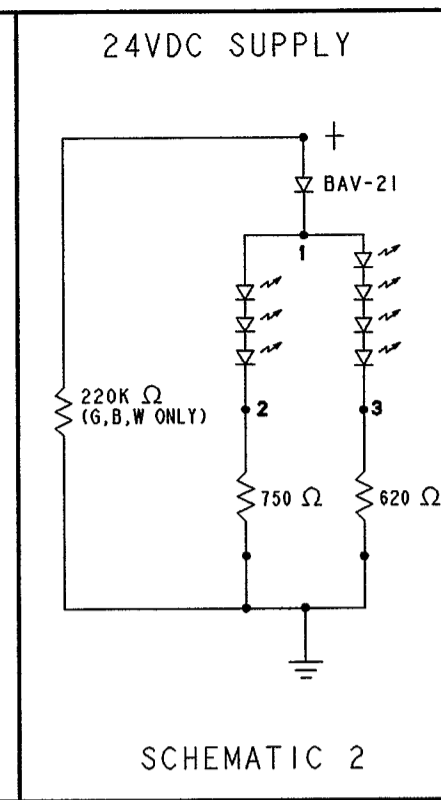 24VDC SUPPLY
+
BAV-21
1
220K Ω
(G,B,W ONLY)
2
3
750 Ω
620 Ω
SCHEMATIC 2